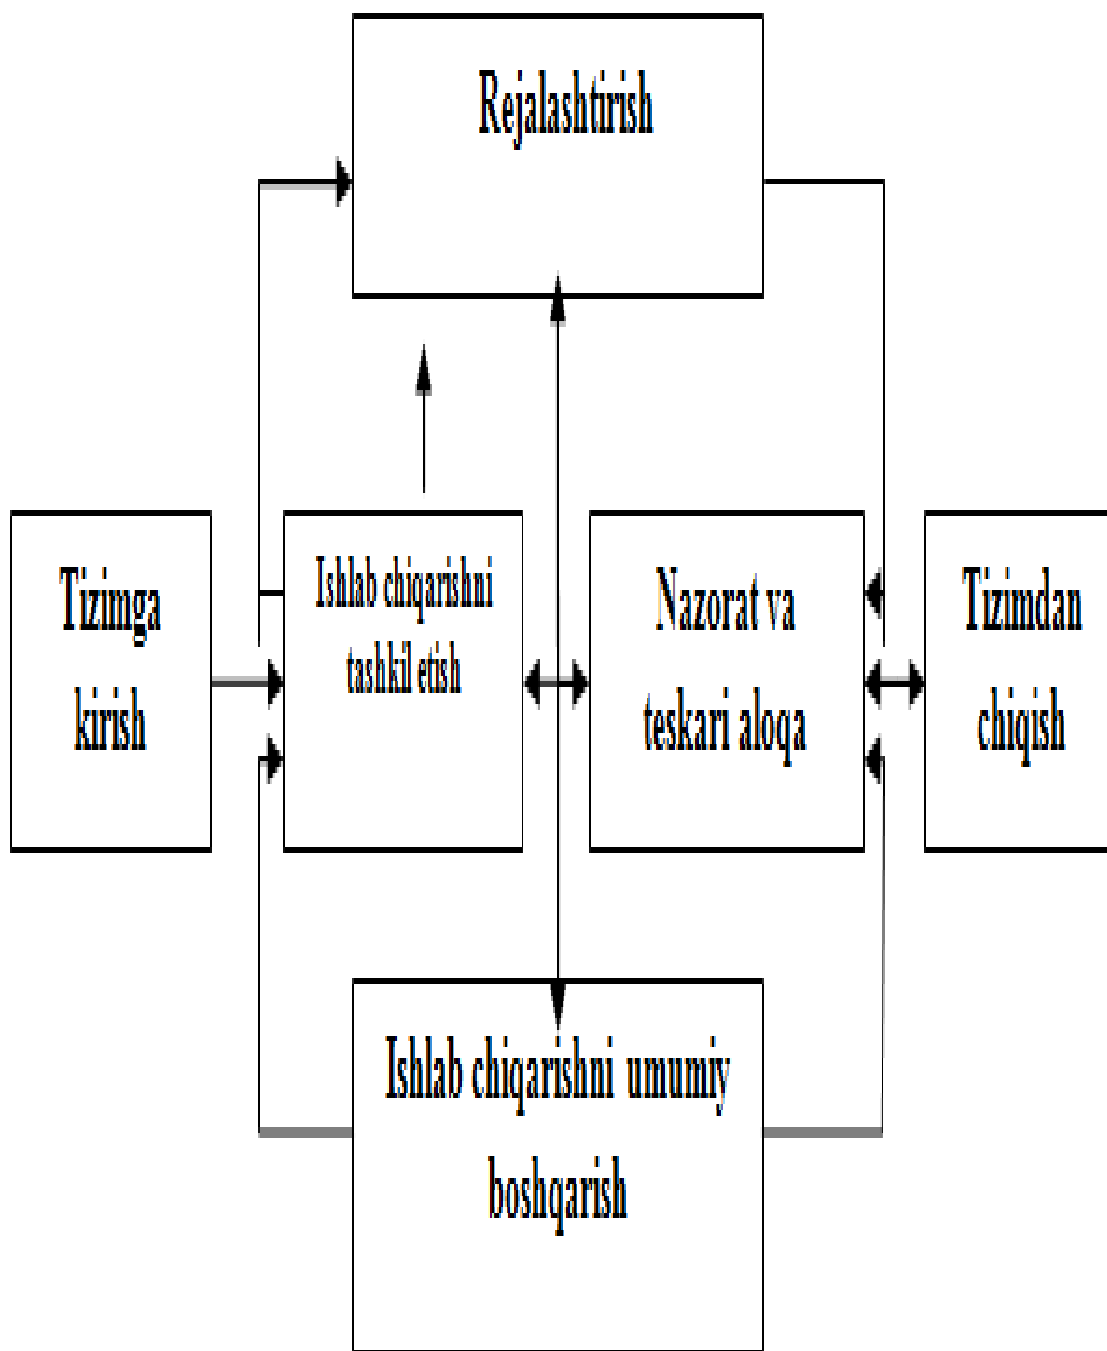 Rejalashtirish
Tizimga
kirish
Ishlab chiqarishni
tashkil etish
Nazorat va
teskari aloqa
Tizimdan
chiqish
Ishlab chiqarishni umumiy
boshqarish